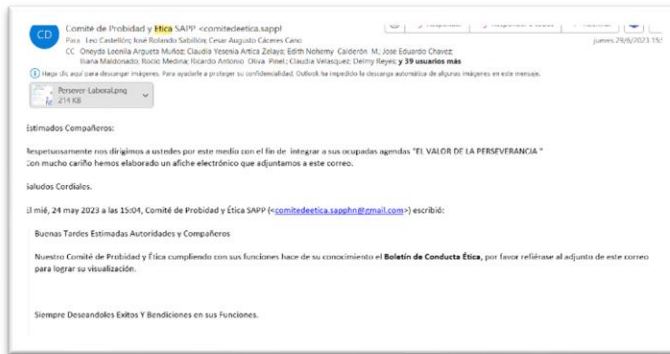 CD
Comité de Probidad y Ética SAPP <comitedeetica.sappl
Para Leo Castellón; José Rolando Sabillón; Cesar Augusto Cáceres Cano
CC Oneyda Leonila Argueta Muñoz; Claudia Yesenia Artica Zelaya; Edith Nohemy Calderón M.; Jose Eduardo Chavez;
Iliana Maldonado; Rocio Medina; Ricardo Antonio Oliva Pinel; Claudia Velasquez; Delmy Reyes; y 39 usuarios más
jueves 29/6/2023 15:
Haga clic aquí para descargar imágenes. Para ayudarle a proteger su confidencialidad, Outlook ha impedido la descarga automática de algunas imágenes en este mensaje.
Persever-Laboral.png
214 KB
Estimados Compañeros:
Respetuosamente nos dirigimos a ustedes por este medio con el fin de integrar a sus ocupadas agendas "EL VALOR DE LA PERSEVERANCIA "
Con mucho cariño hemos elaborado un afiche electrónico que adjuntamos a este correo.
Saludos Cordiales.
El mié, 24 may 2023 a las 15:04, Comité de Probidad y Ética SAPP (<comitedeetica.sapphn@gmail.com>) escribió:
Buenas Tardes Estimadas Autoridades y Compañeros
Nuestro Comité de Probidad y Ética cumpliendo con sus funciones hace de su conocimiento el Boletín de Conducta Ética, por favor refiérase al adjunto de este correo
para lograr su visualización.
Siempre Deseandoles Exitos Y Bendiciones en sus Funciones.